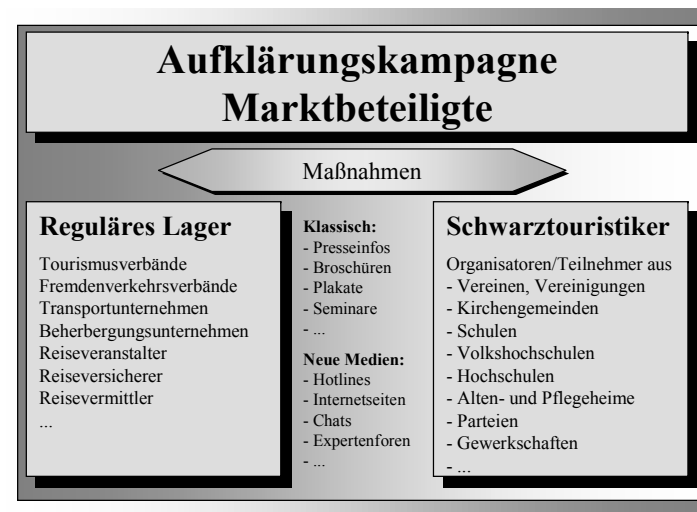 Aufklärungskampagne
Marktbeteiligte
Maßnahmen
Reguläres Lager
Tourismusverbände
Fremdenverkehrsverbände
Transportunternehmen
Beherbergungsunternehmen
Reiseveranstalter
Reiseversicherer
Reisevermittler
...
Klassisch:
- Presseinfos
- Broschüren
- Plakate
- Seminare
- ...
Neue Medien:
- Hotlines
- Internetseiten
- Chats
- Expertenforen
- ...
Schwarztouristiker
Organisatoren/Teilnehmer aus
- Vereinen, Vereinigungen
- Kirchengemeinden
- Schulen
- Volkshochschulen
- Hochschulen
- Alten- und Pflegeheime
- Parteien
- Gewerkschaften
- ...